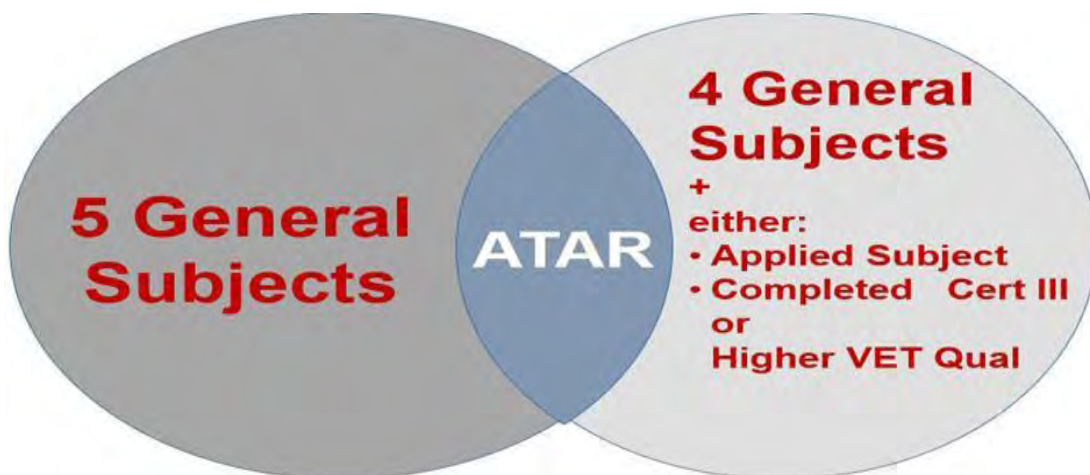 5 General
Subjects
ATAR
4 General
Subjects
+
either:
• Applied Subject
• Completed Cert III
or
Higher VET Qual